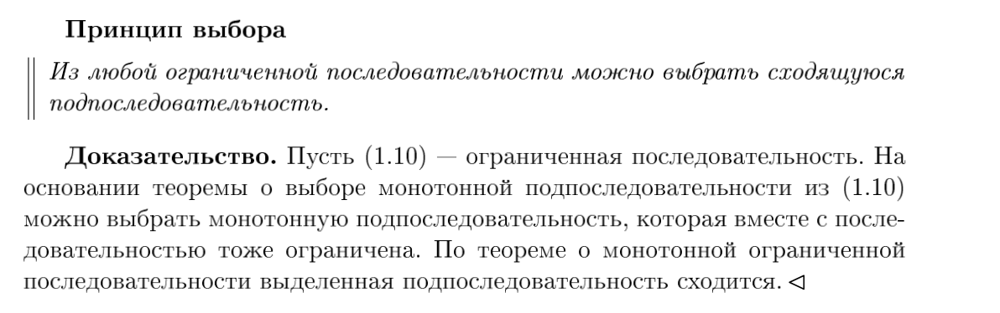 Принцип выбора
Из любой ограниченной последовательности можно выбрать сходящуюся
подпоследовательность.
Доказательство. Пусть (1.10) — ограниченная последовательность. На
основании теоремы о выборе монотонной подпоследовательности из (1.10)
можно выбрать монотонную подпоследовательность, которая вместе с после-
довательностью тоже ограничена. По теореме о монотонной ограниченной
последовательности выделенная подпоследовательность сходится. ◁